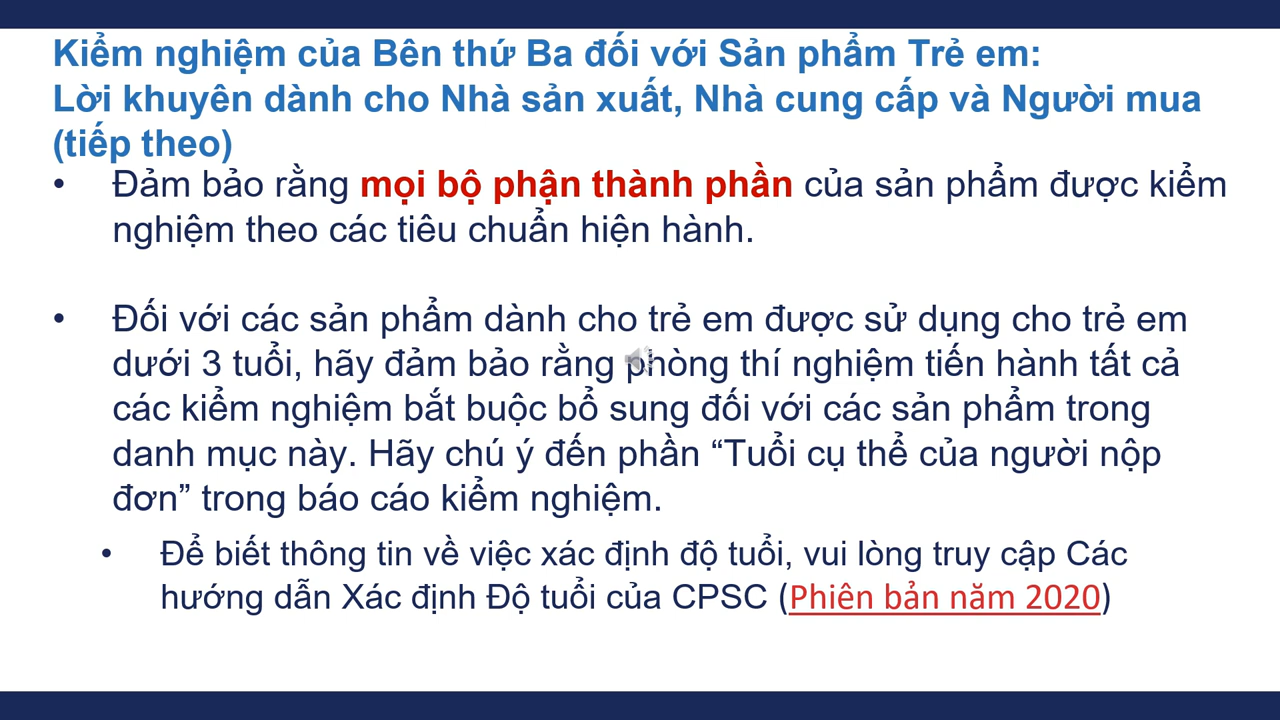 Kiểm nghiệm của Bên thứ Ba đối với Sản phẩm Trẻ em:
Lời khuyên dành cho Nhà sản xuất, Nhà cung cấp và Người mua
(tiếp theo)
• Đảm bảo rằng mọi bộ phận thành phần của sản phẩm được kiểm
nghiệm theo các tiêu chuẩn hiện hành.
• Đối với các sản phẩm dành cho trẻ em được sử dụng cho trẻ em
dưới 3 tuổi, hãy đảm bảo rằng phòng thí nghiệm tiến hành tất cả
các kiểm nghiệm bắt buộc bổ sung đối với các sản phẩm trong
danh mục này. Hãy chú ý đến phần “Tuổi cụ thể của người nộp
đơn” trong báo cáo kiểm nghiệm.
• Để biết thông tin về việc xác định độ tuổi, vui lòng truy cập Các
hướng dẫn Xác định Độ tuổi của CPSC (Phiên bản năm 2020)